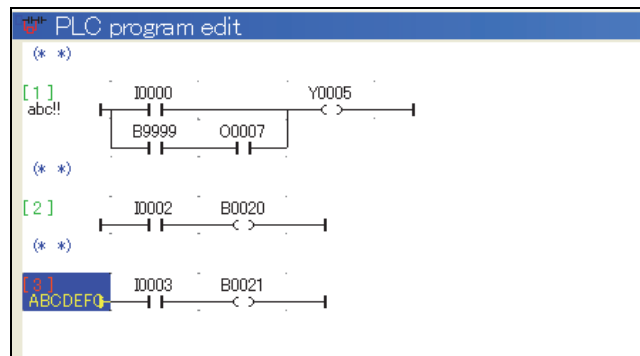 PLC program edit
(* *)
[1] I0000 Y0005
abc!!
B9999 O0007
(* *)
[2] I0002 B0020
(* *)
[3] I0003 B0021
ABCDEFG